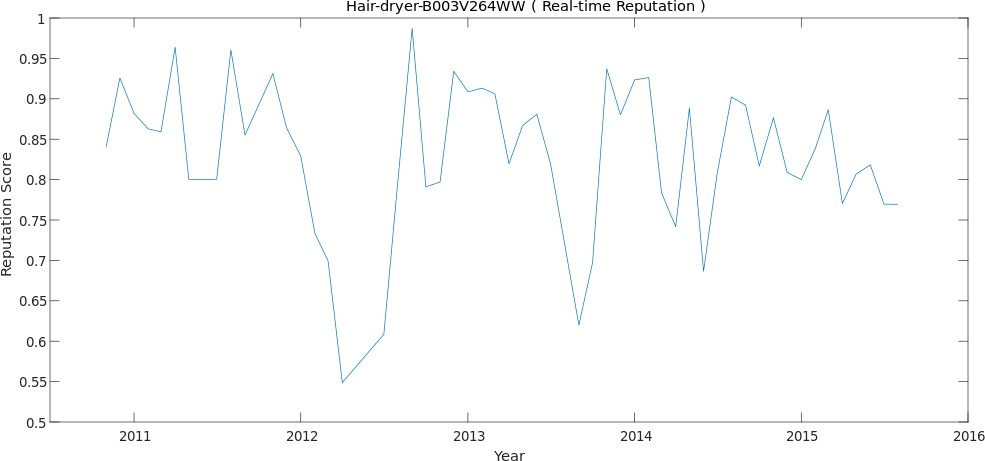 Hair-dryer-B003V264WW ( Real-time Reputation )
1
0.95
0.9
0.85
0.8
0.75
0.7
0.65
0.6
0.55
0.5
Reputation Score
2011 2012 2013 2014 2015 2016
Year